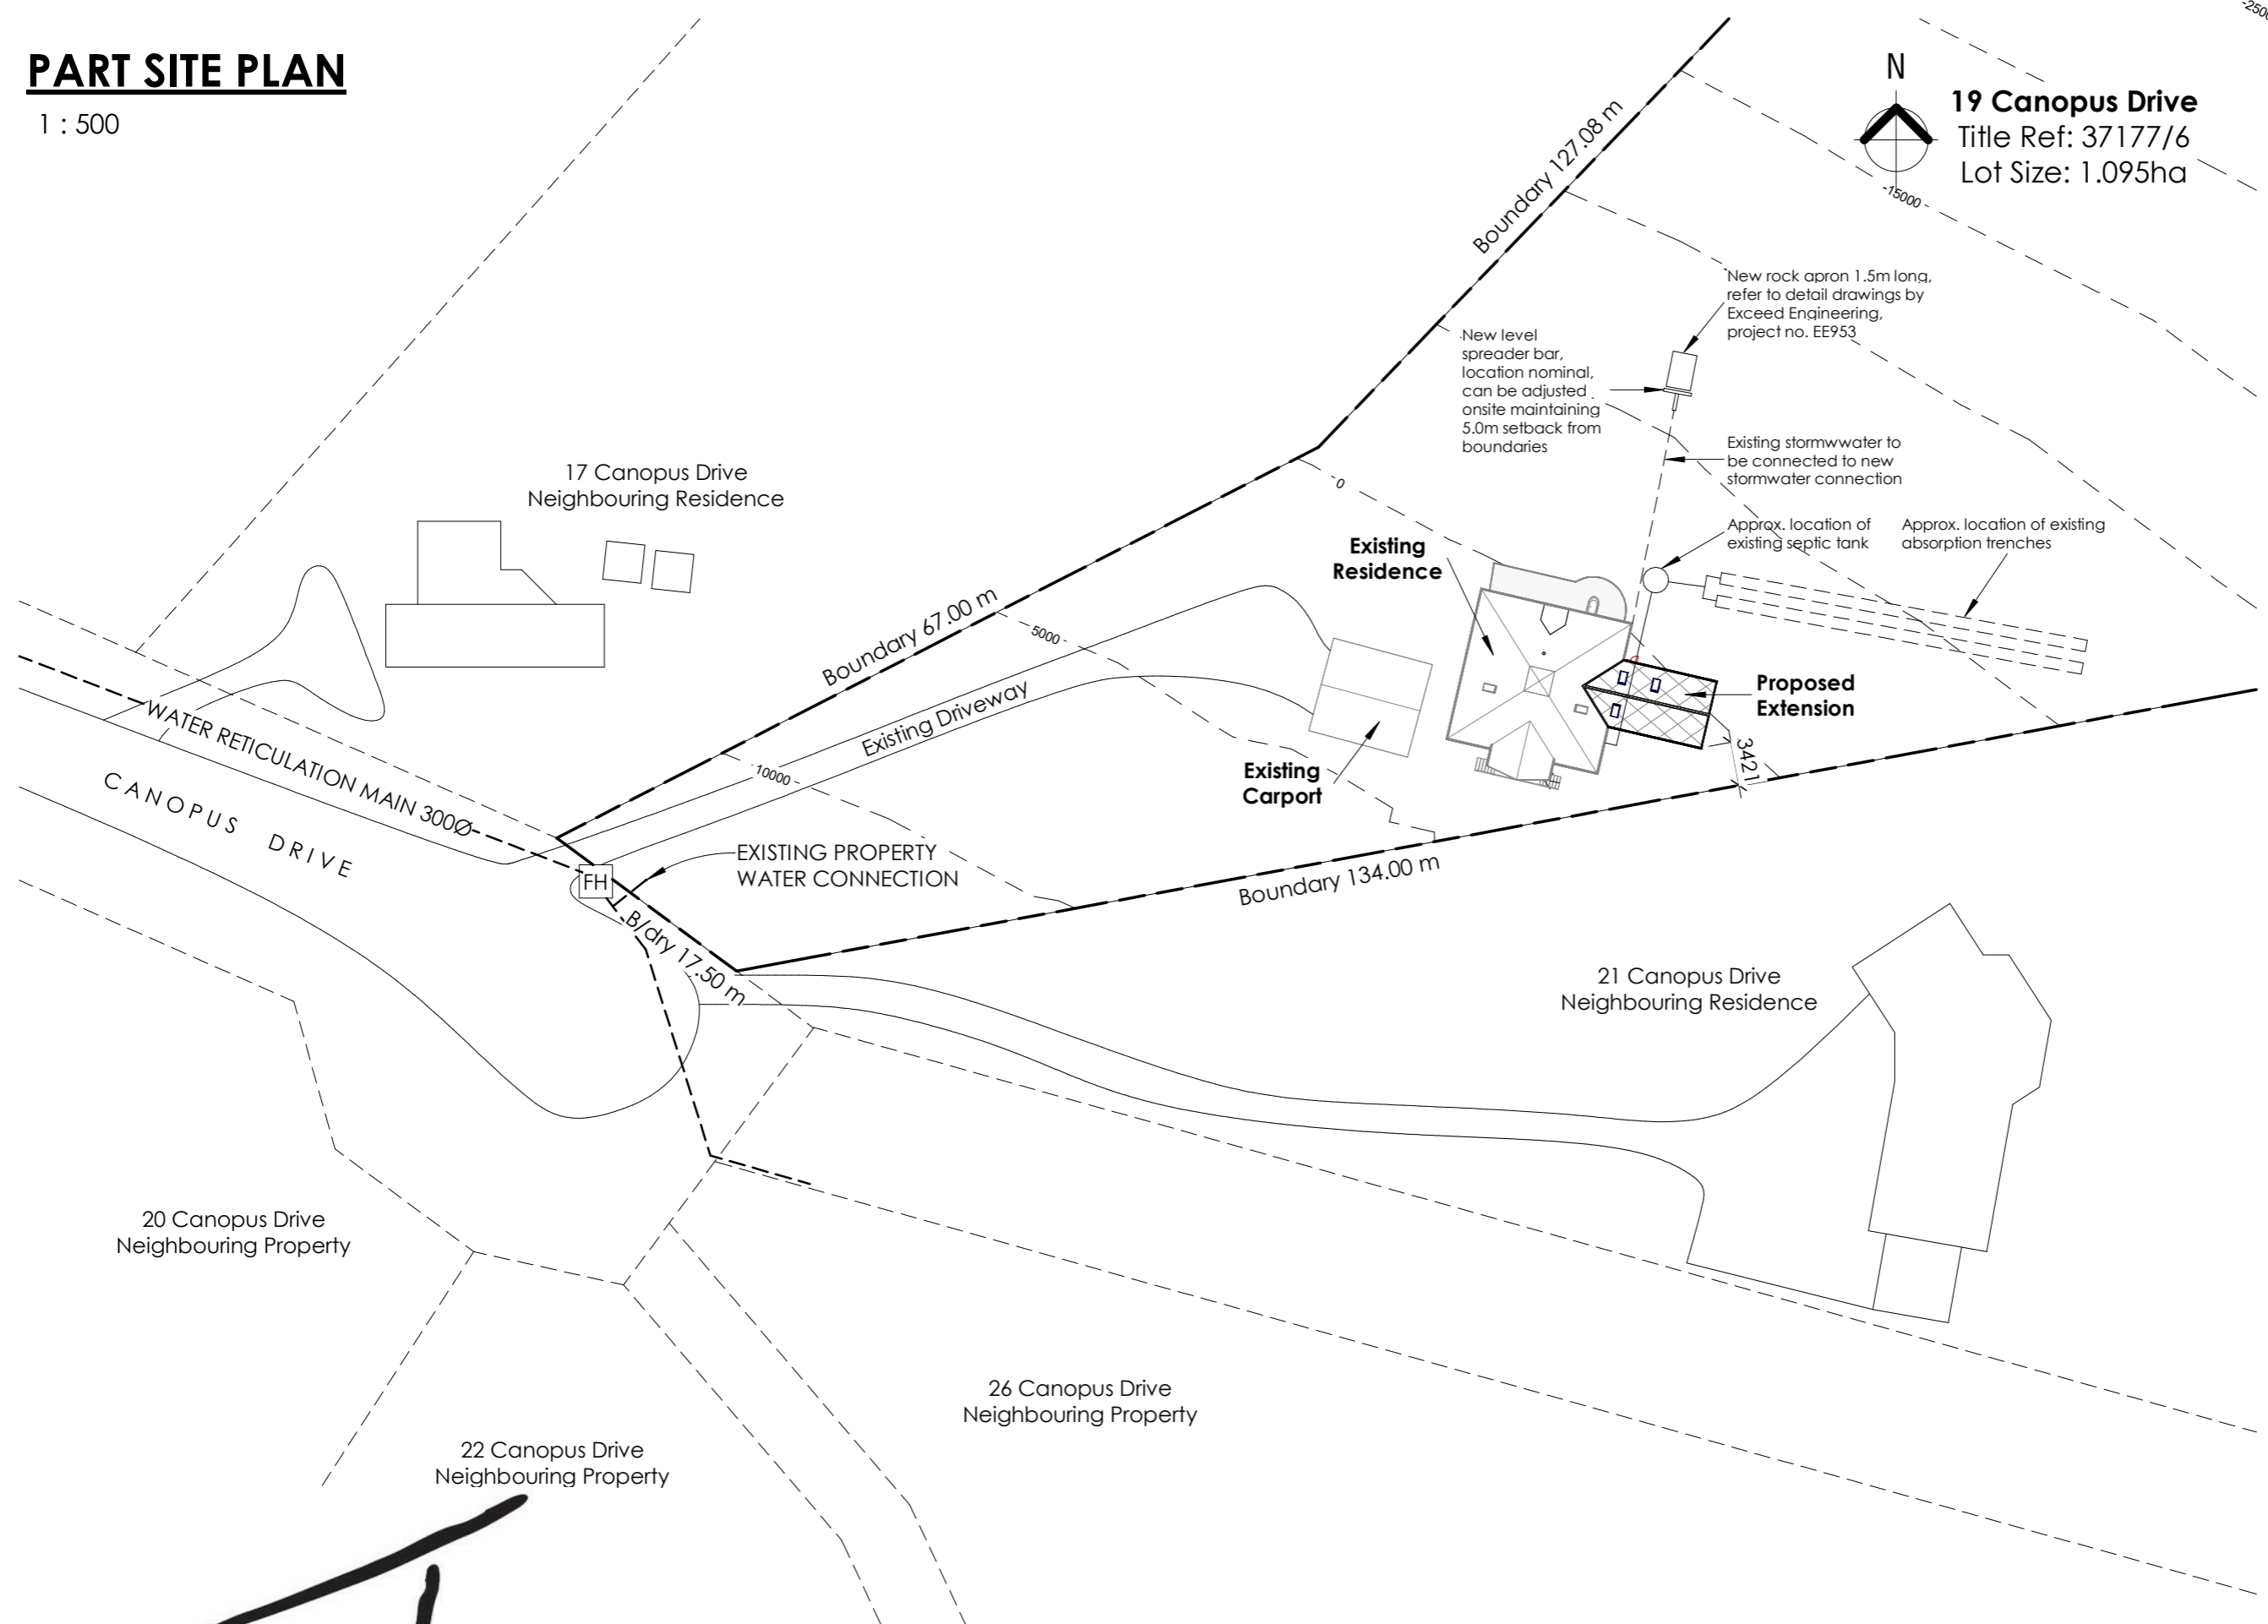 PART SITE PLAN
1 : 500
-2500
N
19 Canopus Drive
Title Ref: 37177/6
Lot Size: 1.095ha
-15000
Boundary 127.08 m
New rock apron 1.5m long,
refer to detail drawings by
Exceed Engineering,
project no. EE953
New level
spreader bar,
location nominal,
can be adjusted
onsite maintaining
5.0m setback from
boundaries
Existing stormwwater to
be connected to new
stormwater connection
17 Canopus Drive
Neighbouring Residence
0
Approx. location of
existing septic tank
Approx. location of existing
absorption trenches
Existing
Residence
Boundary 67.00 m
5000
Existing Driveway
Proposed
Extension
3421
WATER RETICULATION MAIN 300Ø
10000
Existing
Carport
CANOPUS DRIVE
EXISTING PROPERTY
WATER CONNECTION
FH
Boundary 134.00 m
B/dry 17.50 m
21 Canopus Drive
Neighbouring Residence
20 Canopus Drive
Neighbouring Property
26 Canopus Drive
Neighbouring Property
22 Canopus Drive
Neighbouring Property